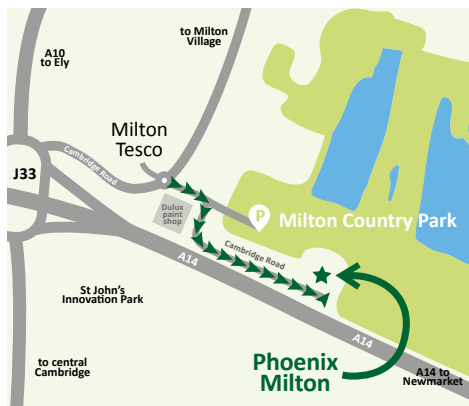 to Milton
Village
A10
to Ely
Milton
Tesco
Cambridge Road
J33
Dulux
paint
shop
P
Milton Country Park
Cambridge Road
A14
St John's
Innovation Park
A14
to central
Cambridge
Phoenix
Milton
A14 to
Newmarket